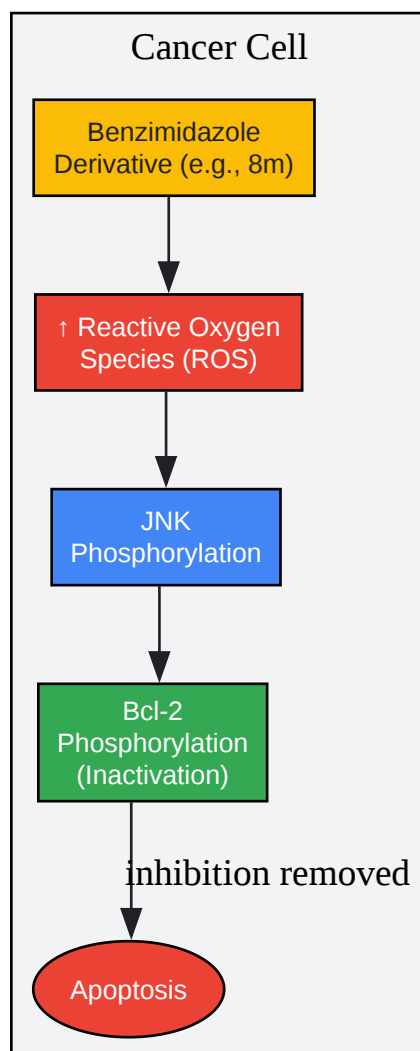 Cancer Cell
Benzimidazole
Derivative (e.g., 8m)
↑ Reactive Oxygen
Species (ROS)
JNK
Phosphorylation
Bcl-2
Phosphorylation
(Inactivation)
inhibition removed
Apoptosis